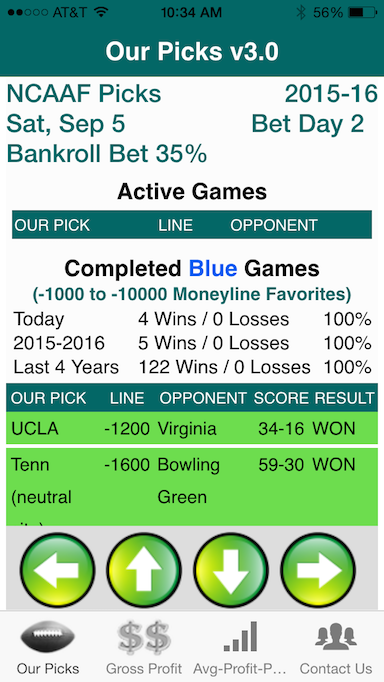 AT&T 10:34 AM 56%
Our Picks v3.0
NCAAF Picks 2015-16
Sat, Sep 5 Bet Day 2
Bankroll Bet 35%
Active Games
OUR PICK LINE OPPONENT
Completed Blue Games
(-1000 to -10000 Moneyline Favorites)
Today 4 Wins / 0 Losses 100%
2015-2016 5 Wins / 0 Losses 100%
Last 4 Years 122 Wins / 0 Losses 100%
OUR PICK LINE OPPONENT SCORE RESULT
UCLA -1200 Virginia 34-16 WON
Tenn -1600 Bowling 59-30 WON
(neutral Green
$$
Our Picks Gross Profit Avg-Profit-P... Contact Us